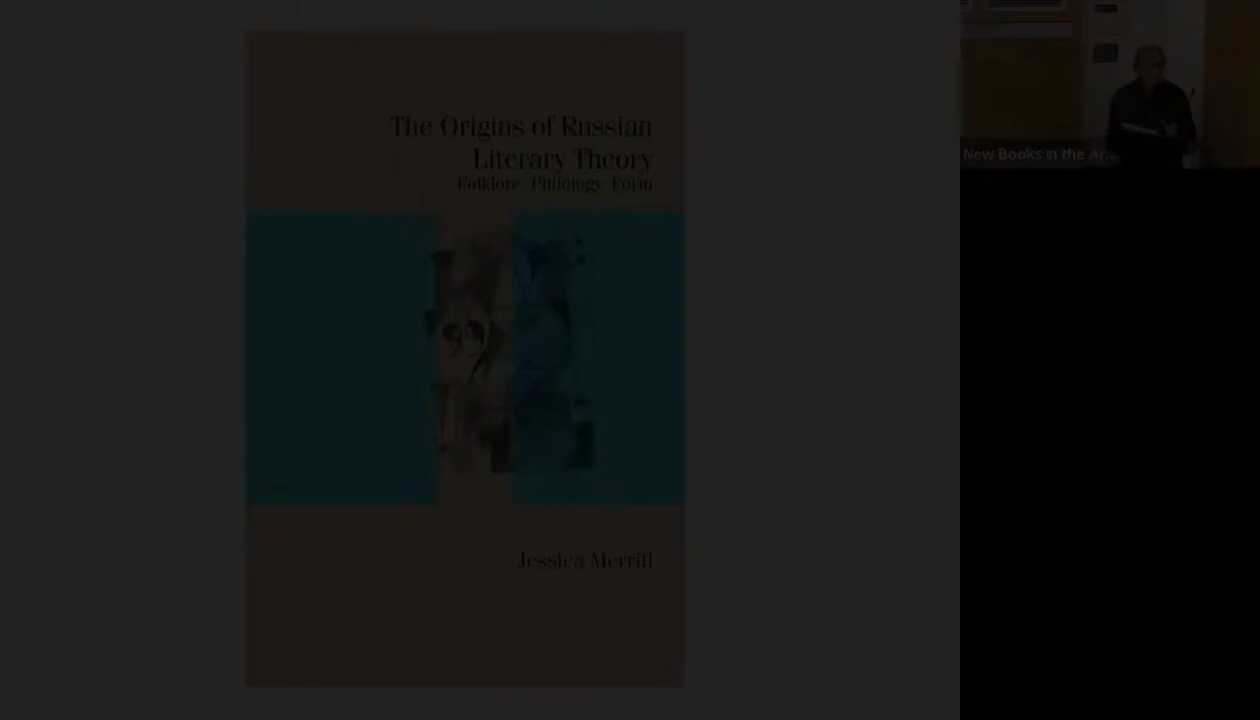 The Origins of Russian
Literary Theory
Folklore, Philology, Form
Jessica Merrill
New Books in the Ar